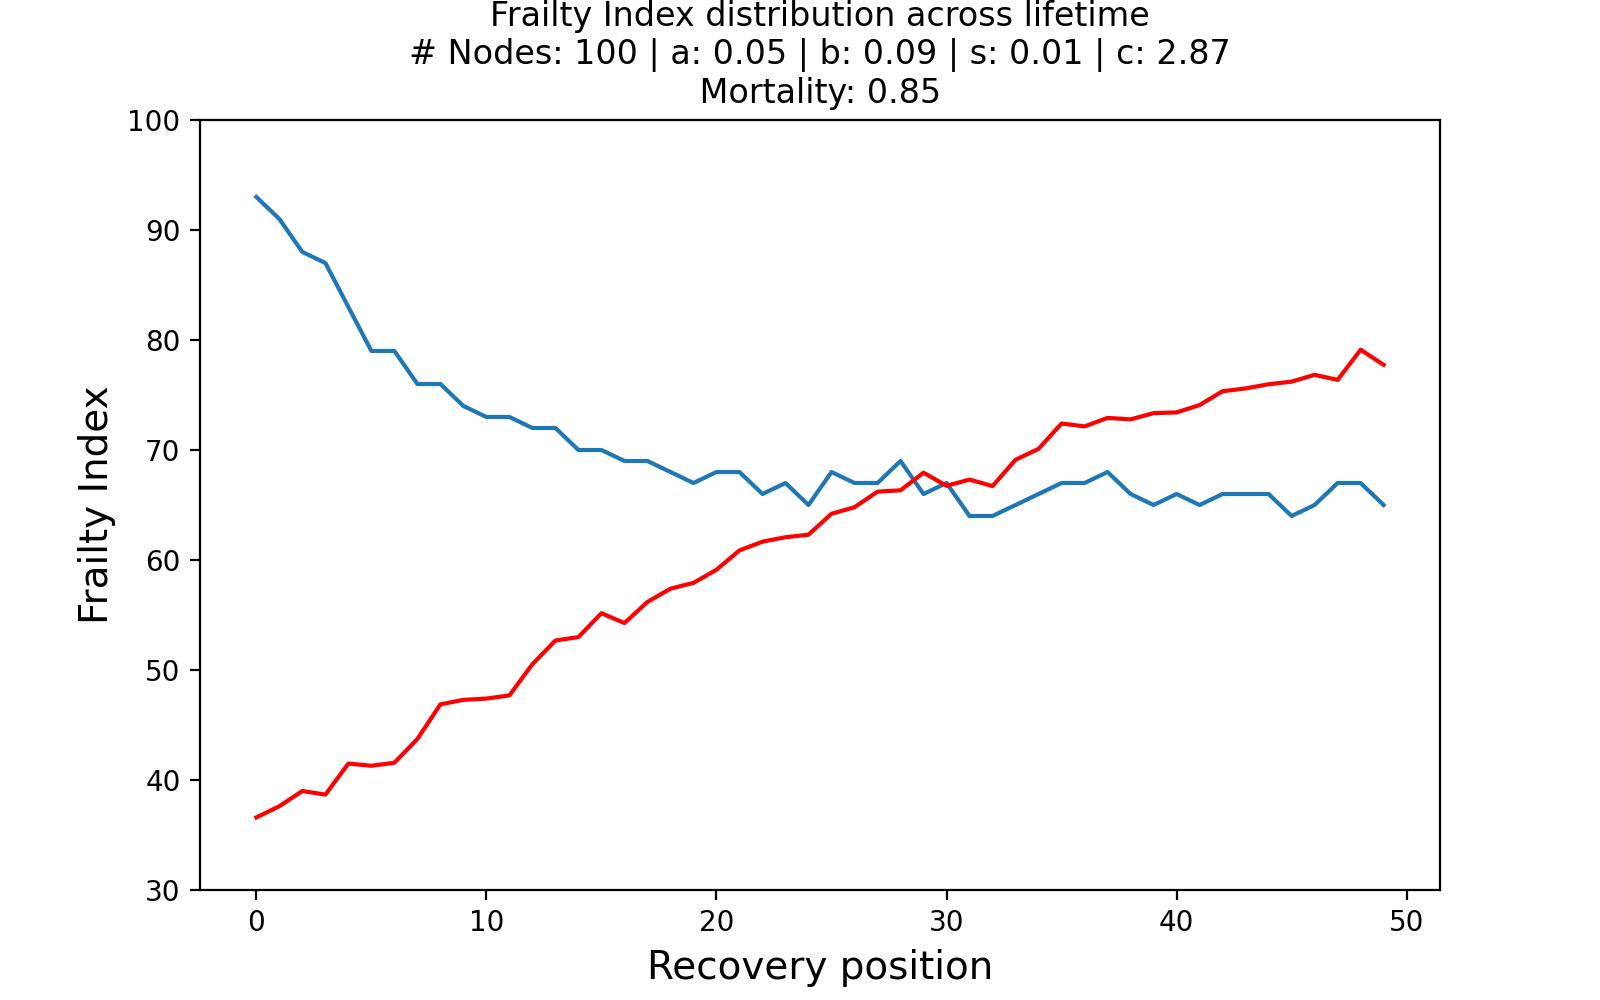 Frailty Index distribution across lifetime
# Nodes: 100 | a: 0.05 | b: 0.09 | s: 0.01 | c: 2.87
Mortality: 0.85
100
90
80
70
60
50
40
30
Frailty Index
0 10 20 30 40 50
Recovery position